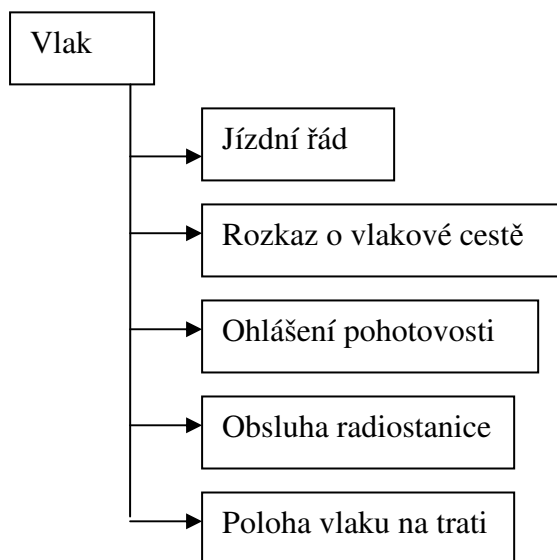 Vlak
Jízdní řád
Rozkaz o vlakové cestě
Ohlášení pohotovosti
Obsluha radiostanice
Poloha vlaku na trati